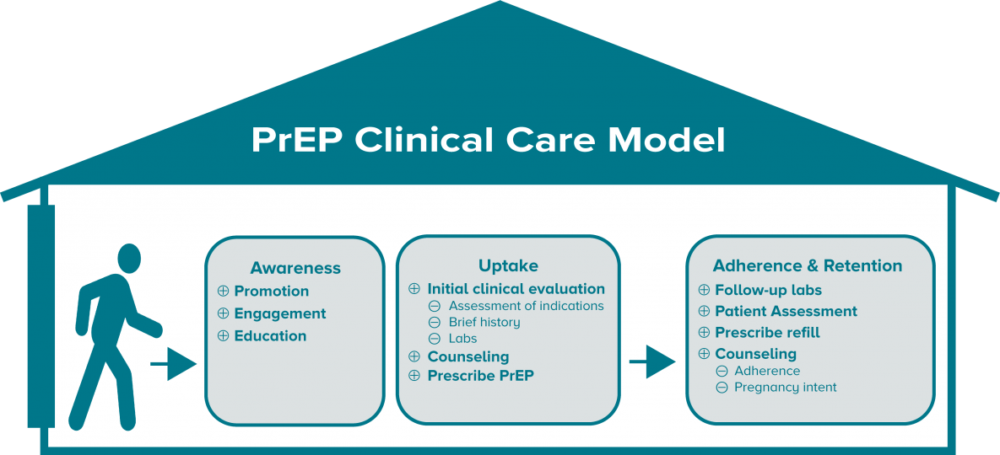 PrEP Clinical Care Model
Awareness
⊕ Promotion
⊕ Engagement
⊕ Education
Uptake
⊕ Initial clinical evaluation
⊖ Assessment of indications
⊖ Brief history
⊖ Labs
⊕ Counseling
⊕ Prescribe PrEP
Adherence & Retention
⊕ Follow-up labs
⊕ Patient Assessment
⊕ Prescribe refill
⊕ Counseling
⊖ Adherence
⊖ Pregnancy intent